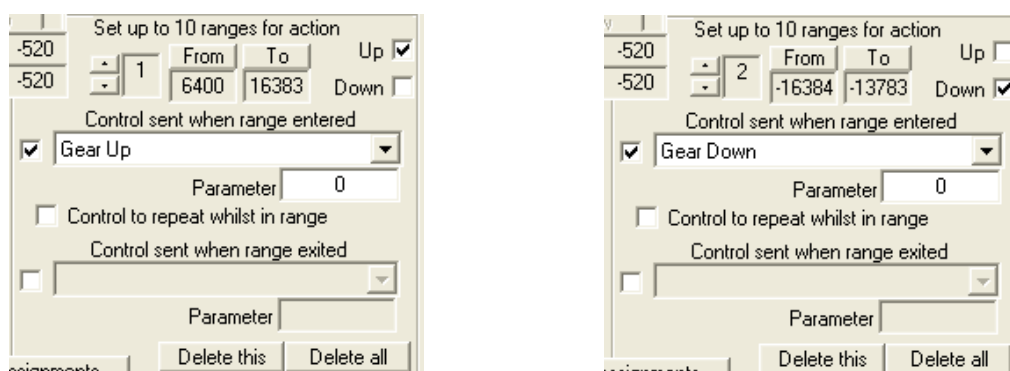 Set up to 10 ranges for action
-520
1
From
To
Up
-520
6400
16383
Down
Control sent when range entered
Gear Up
Parameter
0
Control to repeat whilst in range
Control sent when range exited
Parameter
Delete this
Delete all
Set up to 10 ranges for action
-520
2
From
To
Up
-520
-16384
-13783
Down
Control sent when range entered
Gear Down
Parameter
0
Control to repeat whilst in range
Control sent when range exited
Parameter
Delete this
Delete all